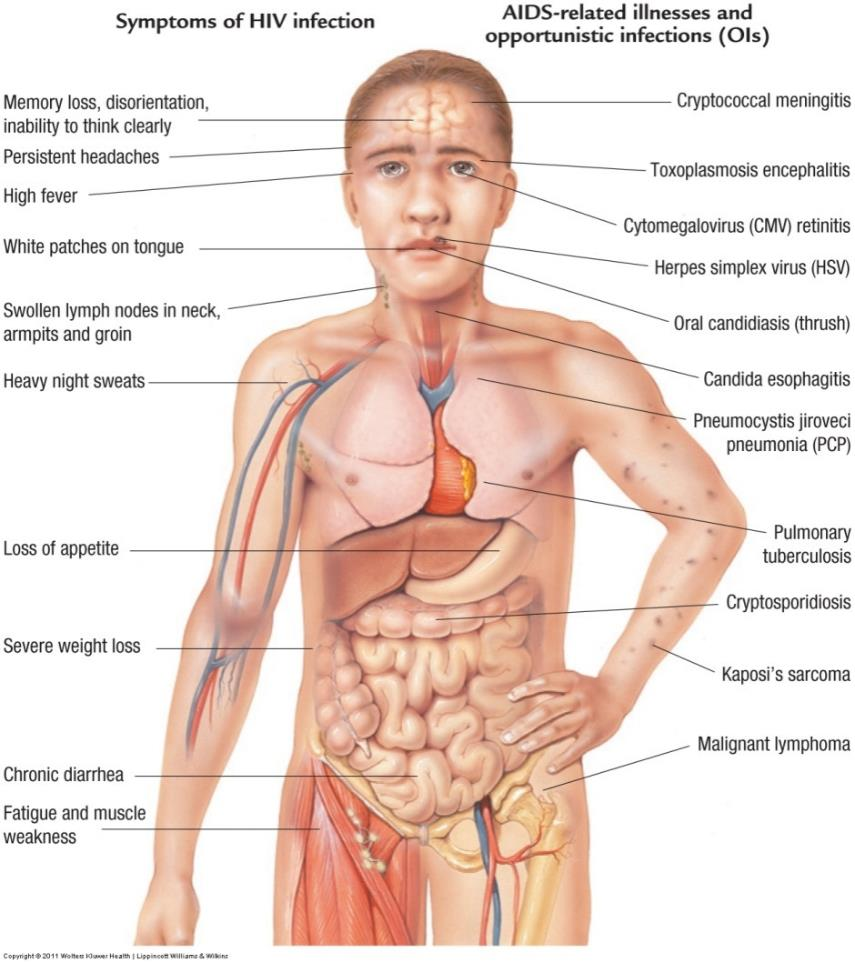 Symptoms of HIV infection
AIDS-related illnesses and
opportunistic infections (OIs)
Memory loss, disorientation,
inability to think clearly
Persistent headaches
High fever
White patches on tongue
Swollen lymph nodes in neck,
armpits and groin
Heavy night sweats
Loss of appetite
Severe weight loss
Chronic diarrhea
Fatigue and muscle
weakness
Cryptococcal meningitis
Toxoplasmosis encephalitis
Cytomegalovirus (CMV) retinitis
Herpes simplex virus (HSV)
Oral candidiasis (thrush)
Candida esophagitis
Pneumocystis jiroveci
pneumonia (PCP)
Pulmonary
tuberculosis
Cryptosporidiosis
Kaposi's sarcoma
Malignant lymphoma
Copyright © 2011 Wolters Kluwer Health | Lippincott Williams & Wilkins